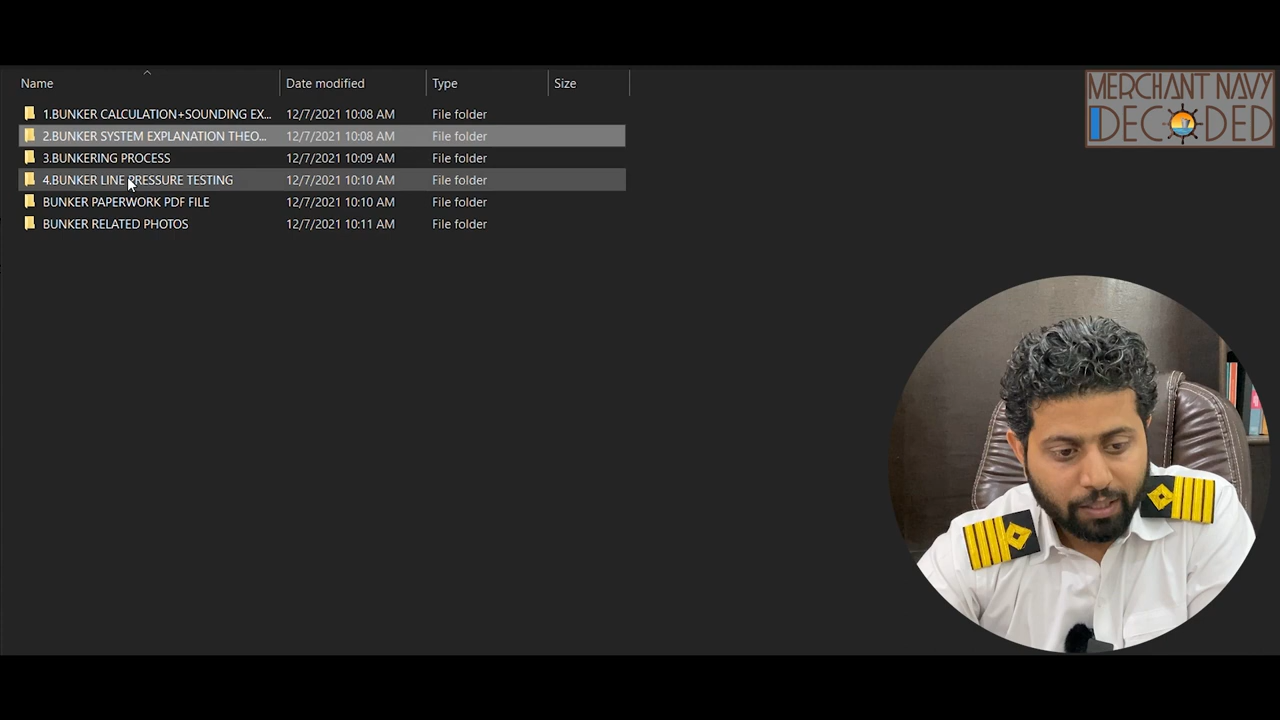 Name Date modified Type Size
1.BUNKER CALCULATION+SOUNDING EX... 12/7/2021 10:08 AM File folder
2.BUNKER SYSTEM EXPLANATION THEO... 12/7/2021 10:08 AM File folder
3.BUNKERING PROCESS 12/7/2021 10:09 AM File folder
4.BUNKER LINE PRESSURE TESTING 12/7/2021 10:10 AM File folder
BUNKER PAPERWORK PDF FILE 12/7/2021 10:10 AM File folder
BUNKER RELATED PHOTOS 12/7/2021 10:11 AM File folder
MERCHANT NAVY
DECODED